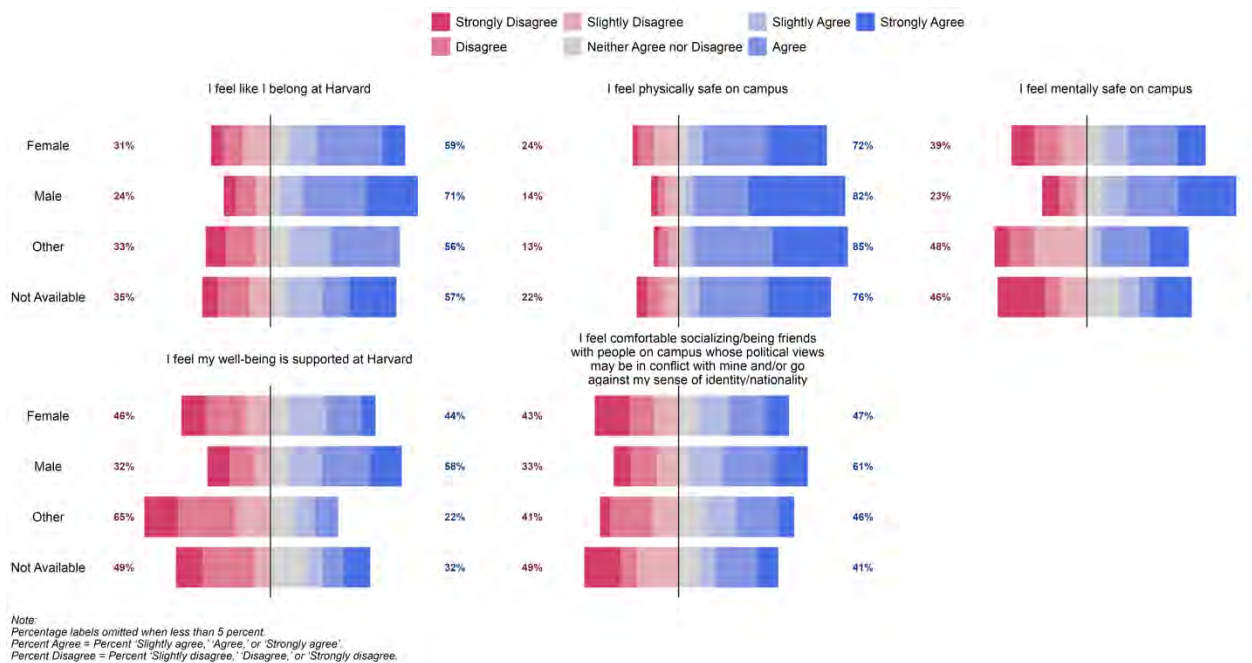 Strongly Disagree Slightly Disagree Slightly Agree Strongly Agree
Disagree Neither Agree nor Disagree Agree
I feel like I belong at Harvard I feel physically safe on campus I feel mentally safe on campus
Female 31% 59% 24% 72% 39%
Male 24% 71% 14% 82% 23%
Other 33% 56% 13% 85% 48%
Not Available 35% 57% 22% 76% 46%
I feel my well-being is supported at Harvard
I feel comfortable socializing/being friends
with people on campus whose political views
may be in conflict with mine and/or go
against my sense of identity/nationality
Female 46% 44% 43% 47%
Male 32% 58% 33% 61%
Other 65% 22% 41% 46%
Not Available 49% 32% 49% 41%
Note:
Percentage labels omitted when less than 5 percent.
Percent Agree = Percent 'Slightly agree,' 'Agree,' or 'Strongly agree'.
Percent Disagree = Percent 'Slightly disagree,' 'Disagree,' or 'Strongly disagree.